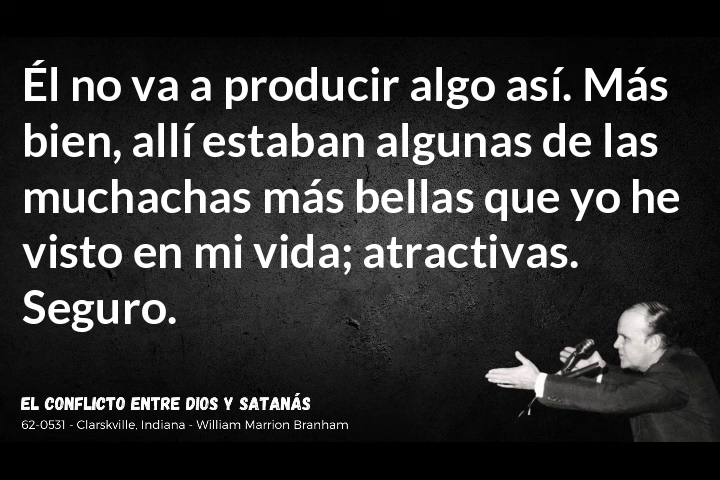 Él no va a producir algo así. Más
bien, allí estaban algunas de las
muchachas más bellas que yo he
visto en mi vida; atractivas.
Seguro.
EL CONFLICTO ENTRE DIOS Y SATANÁS
62-0531 - Clarskville, Indiana - William Marrion Branham